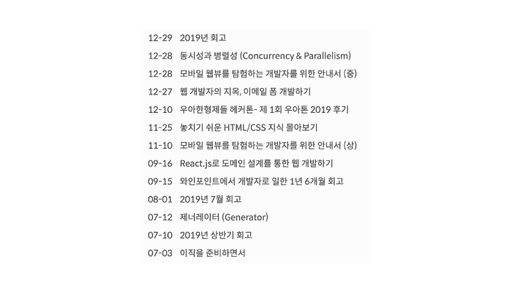 12-29 2019년 회고
12-28 동시성과 병렬성 (Concurrency & Parallelism)
12-28 모바일 웹뷰를 탐험하는 개발자를 위한 안내서 (중)
12-27 웹 개발자의 지옥, 이메일 폼 개발하기
12-10 우아한형제들 헤커톤- 제 1회 우아톤 2019 후기
11-25 놓치기 쉬운 HTML/CSS 지식 몰아보기
11-10 모바일 웹뷰를 탐험하는 개발자를 위한 안내서 (상)
09-16 React.js로 도메인 설계를 통한 웹 개발하기
09-15 와인포인트에서 개발자로 일한 1년 6개월 회고
08-01 2019년 7월 회고
07-12 제너레이터 (Generator)
07-10 2019년 상반기 회고
07-03 이직을 준비하면서